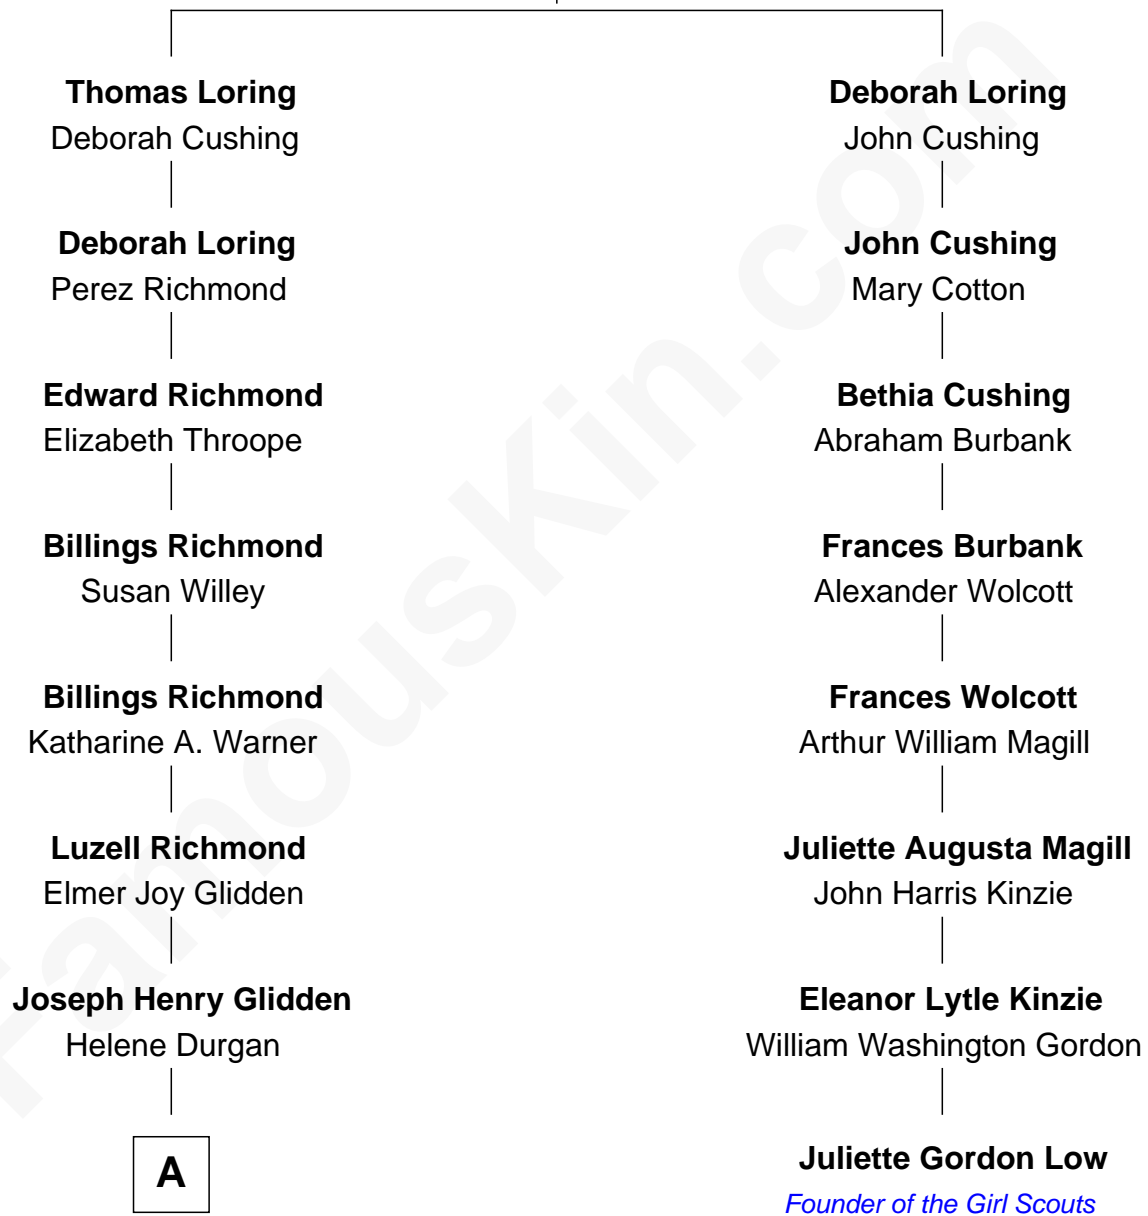 Thomas Loring
Deborah Cushing
Deborah Loring
Perez Richmond
Edward Richmond
Elizabeth Throope
Billings Richmond
Susan Willey
Billings Richmond
Katharine A. Warner
Luzell Richmond
Elmer Joy Glidden
Joseph Henry Glidden
Helene Durgan
A
Deborah Loring
John Cushing
John Cushing
Mary Cotton
Bethia Cushing
Abraham Burbank
Frances Burbank
Alexander Wolcott
Frances Wolcott
Arthur William Magill
Juliette Augusta Magill
John Harris Kinzie
Eleanor Lytle Kinzie
William Washington Gordon
Juliette Gordon Low
Founder of the Girl Scouts
FamousKin.com